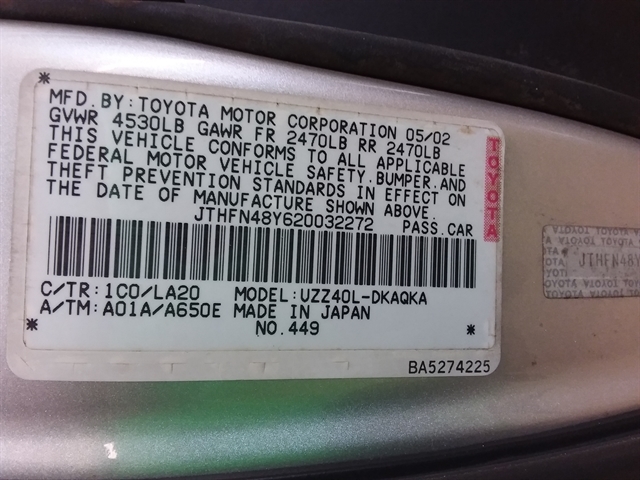 MFD. BY: TOYOTA MOTOR CORPORATION 05/02
GVWR 4530LB GAWR FR 2470LB RR 2470LB
THIS VEHICLE CONFORMS TO ALL APPLICABLE
FEDERAL MOTOR VEHICLE SAFETY, BUMPER, AND
THEFT PREVENTION STANDARDS IN EFFECT ON
THE DATE OF MANUFACTURE SHOWN ABOVE.
JTHFN48Y620032272 PASS. CAR
TOYOTA
C/TR: 1C0/LA20 MODEL: UZZ40L-DKAQKA
A/TM: A01A/A650E MADE IN JAPAN
NO. 449
BA5274225
JTHFN48Y